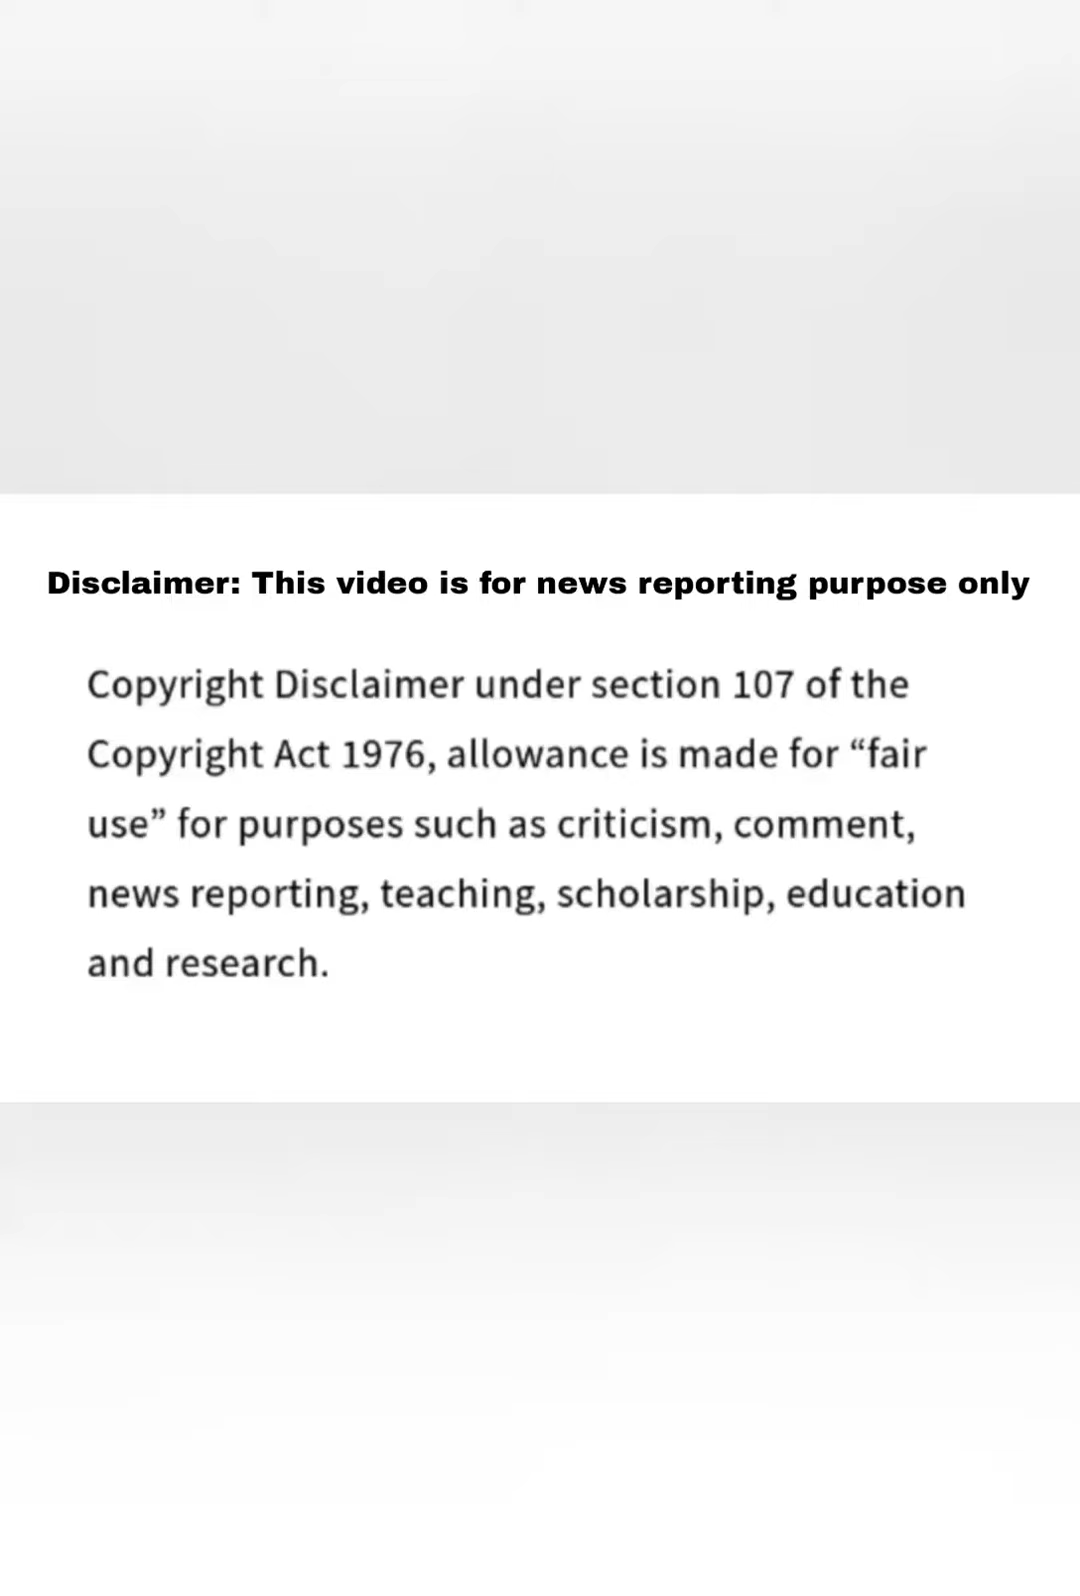 Disclaimer: This video is for news reporting purpose only
Copyright Disclaimer under section 107 of the
Copyright Act 1976, allowance is made for “fair
use” for purposes such as criticism, comment,
news reporting, teaching, scholarship, education
and research.